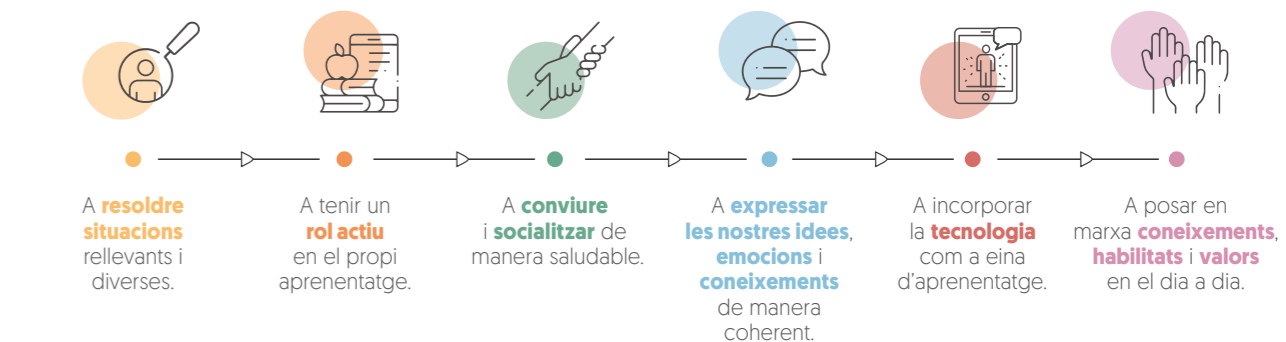 A resoldre
situacions
rellevants i
diverses.
A tenir un
rol actiu
en el propi
aprenentatge.
A conviure
i socialitzar de
manera saludable.
A expressar
les nostres idees,
emocions i
coneixements
de manera
coherent.
A incorporar
la tecnologia
com a eina
d’aprenentatge.
A posar en
marxa coneixements,
habilitats i valors
en el dia a dia.